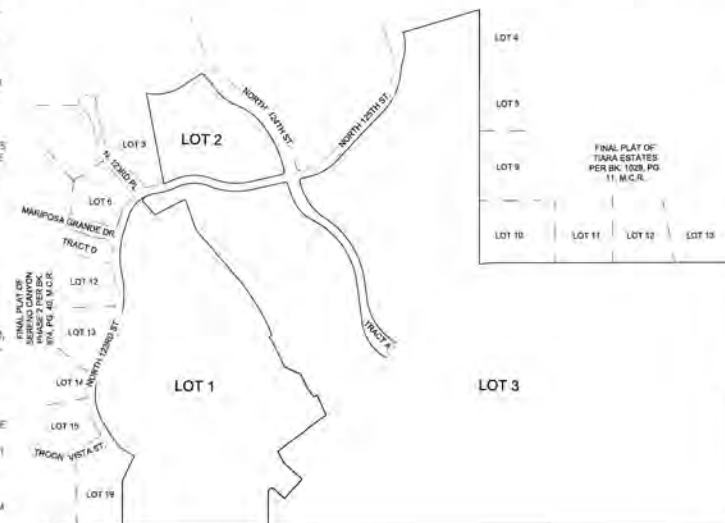 LOT 4
LOT 5
LOT 9
LOT 10
LOT 11
LOT 12
LOT 13
FINAL PLAT OF
TIARA ESTATES
PER BK. 1028, PG.
11, M.C.R.
NORTH 124TH ST.
NORTH 125TH ST.
LOT 2
LOT 3
N. 123RD PL.
LOT 6
MARIPOSA GRANDE DR.
TRACT D
LOT 12
FINAL PLAT OF
SERENO CANYON
PHASE 2 PER BK.
974, PG. 40, M.C.R.
LOT 13
NORTH 123RD ST.
LOT 14
LOT 15
TROON VISTA ST.
LOT 19
LOT 1
TRACT A
LOT 3